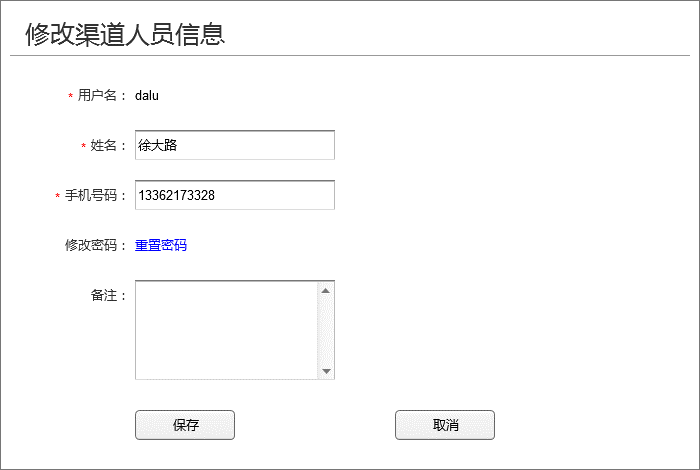 修改渠道人员信息
* 用户名： dalu
* 姓名： 徐大路
* 手机号码： 13362173328
修改密码： 重置密码
备注：
保存 取消